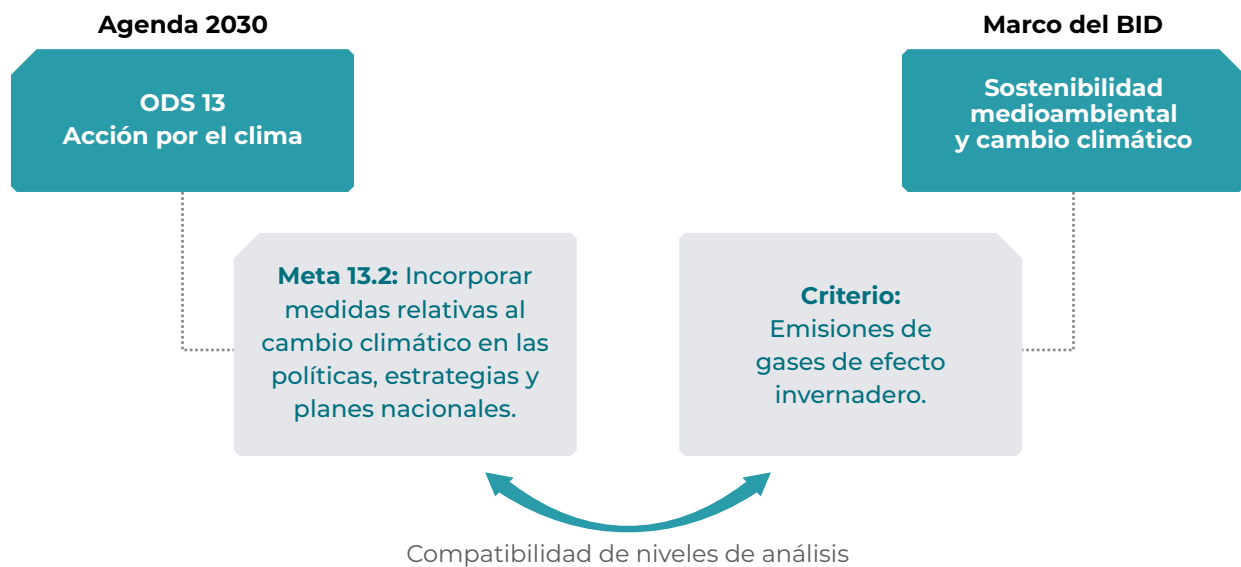 Agenda 2030
ODS 13
Acción por el clima
Meta 13.2: Incorporar
medidas relativas al
cambio climático en las
políticas, estrategias y
planes nacionales.
Marco del BID
Sostenibilidad
medioambiental
y cambio climático
Criterio:
Emisiones de
gases de efecto
invernadero.
Compatibilidad de niveles de análisis